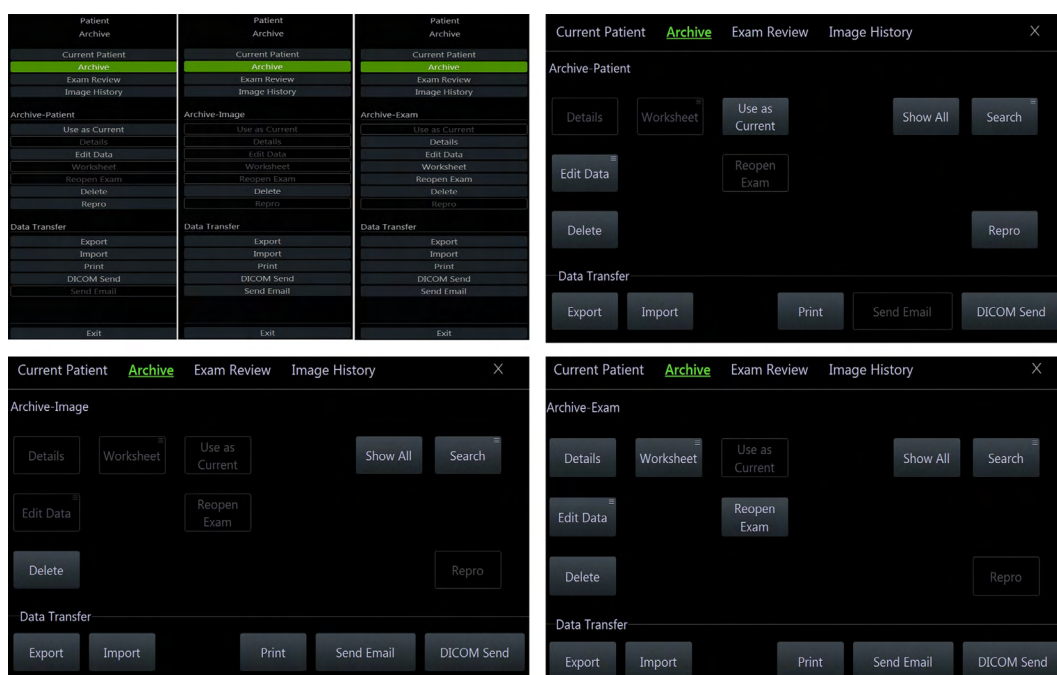 Patient
Archive
Current Patient
Archive
Exam Review
Image History
Archive-Patient
Use as Current
Details
Edit Data
Worksheet
Reopen Exam
Delete
Repro
Data Transfer
Export
Import
Print
DICOM Send
Send Email
Exit
Patient
Archive
Current Patient
Archive
Exam Review
Image History
Archive-Image
Use as Current
Details
Edit Data
Worksheet
Reopen Exam
Delete
Repro
Data Transfer
Export
Import
Print
DICOM Send
Send Email
Exit
Patient
Archive
Current Patient
Archive
Exam Review
Image History
Archive-Exam
Use as Current
Details
Edit Data
Worksheet
Reopen Exam
Delete
Repro
Data Transfer
Export
Import
Print
DICOM Send
Send Email
Exit
Current Patient Archive Exam Review Image History X
Archive-Patient
Details Worksheet Use as Current Show All Search
Edit Data Reopen Exam
Delete Repro
Data Transfer
Export Import Print Send Email DICOM Send
Current Patient Archive Exam Review Image History X
Archive-Image
Details Worksheet Use as Current Show All Search
Edit Data Reopen Exam
Delete Repro
Data Transfer
Export Import Print Send Email DICOM Send
Current Patient Archive Exam Review Image History X
Archive-Exam
Details Worksheet Use as Current Show All Search
Edit Data Reopen Exam
Delete Repro
Data Transfer
Export Import Print Send Email DICOM Send